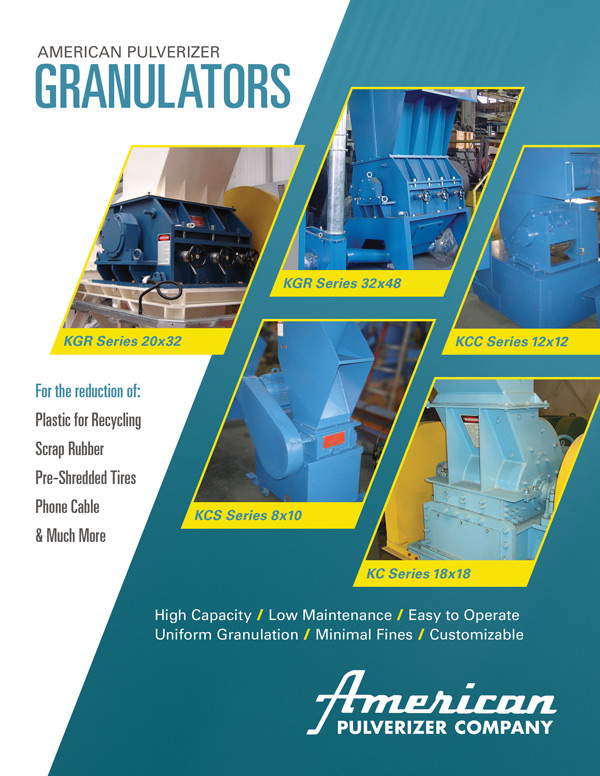 AMERICAN PULVERIZER
GRANULATORS
KGR Series 32x48
KGR Series 20x32
KCC Series 12x12
For the reduction of:
Plastic for Recycling
Scrap Rubber
Pre-Shredded Tires
Phone Cable
& Much More
KCS Series 8x10
KC Series 18x18
High Capacity / Low Maintenance / Easy to Operate
Uniform Granulation / Minimal Fines / Customizable
American
PULVERIZER COMPANY